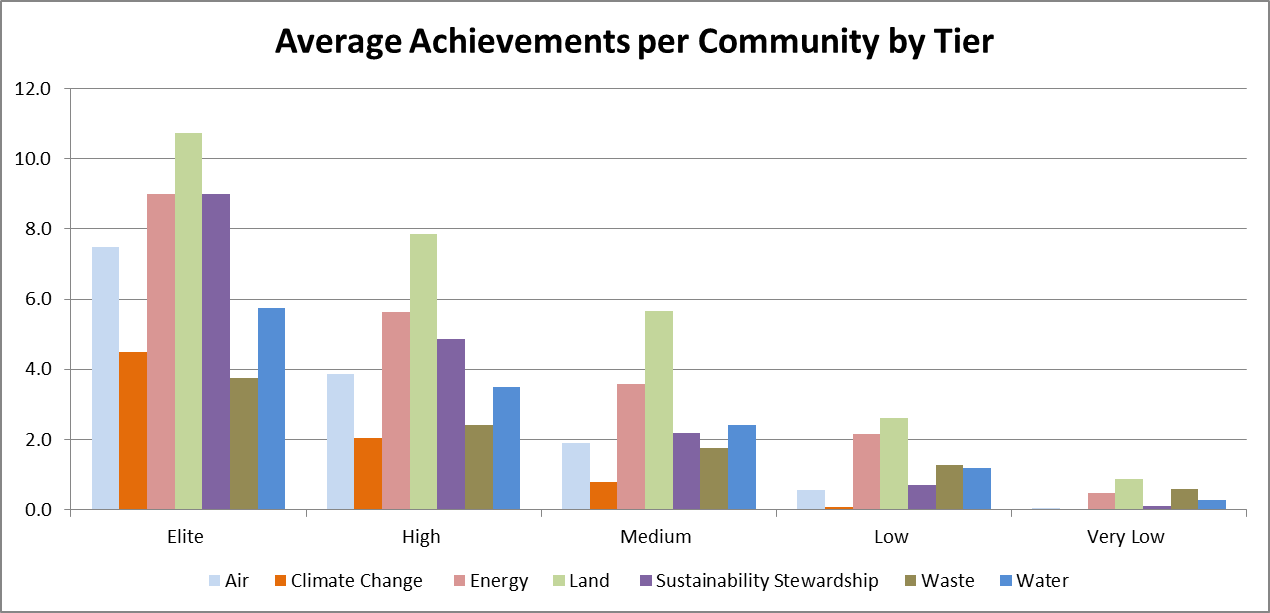 Average Achievements per Community by Tier
12.0
10.0
8.0
6.0
4.0
2.0
0.0
Elite High Medium Low Very Low
Air Climate Change Energy Land Sustainability Stewardship Waste Water